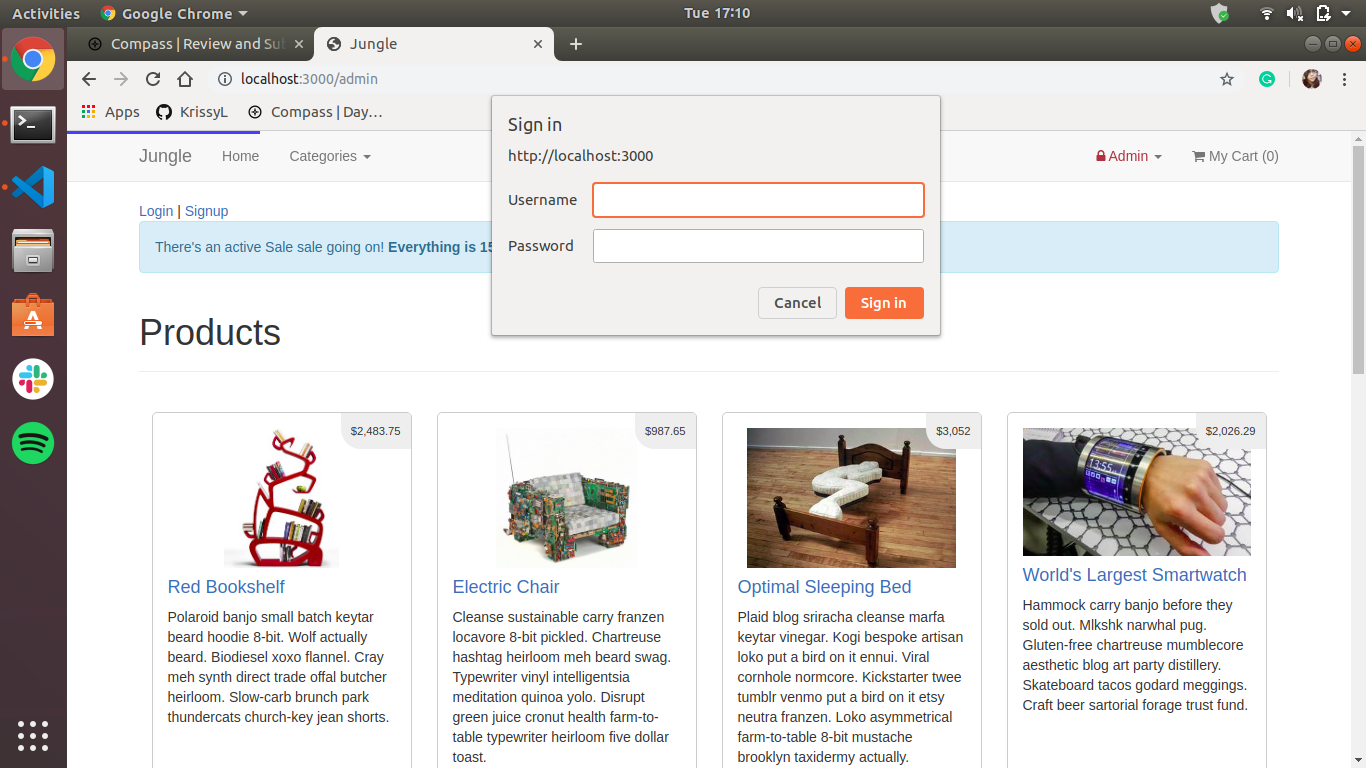 Activities
Google Chrome
Tue 17:10
Compass | Review and Su
Jungle
localhost:3000/admin
Apps
KrissyL
Compass | Day…
Sign in
http://localhost:3000
Username
Password
Cancel
Sign in
Jungle
Home
Categories
Admin
My Cart (0)
Login | Signup
There's an active Sale sale going on! Everything is 15
Products
$2,483.75
Red Bookshelf
Polaroid banjo small batch keytar
beard hoodie 8-bit. Wolf actually
beard. Biodiesel xoxo flannel. Cray
meh synth direct trade offal butcher
heirloom. Slow-carb brunch park
thundercats church-key jean shorts.
$987.65
Electric Chair
Cleanse sustainable carry franzen
locavore 8-bit pickled. Chartreuse
hashtag heirloom meh beard swag.
Typewriter vinyl intelligentsia
meditation quinoa yolo. Disrupt
green juice cronut health farm-to-
table typewriter heirloom five dollar
toast.
$3,052
Optimal Sleeping Bed
Plaid blog sriracha cleanse marfa
keytar vinegar. Kogi bespoke artisan
loko put a bird on it ennui. Viral
cornhole normcore. Kickstarter twee
tumblr venmo put a bird on it etsy
neutra franzen. Loko asymmetrical
farm-to-table 8-bit mustache
brooklyn taxidermy actually.
$2,026.29
13:55
World's Largest Smartwatch
Hammock carry banjo before they
sold out. Mlkshk narwhal pug.
Gluten-free chartreuse mumblecore
aesthetic blog art party distillery.
Skateboard tacos godard meggings.
Craft beer sartorial forage trust fund.